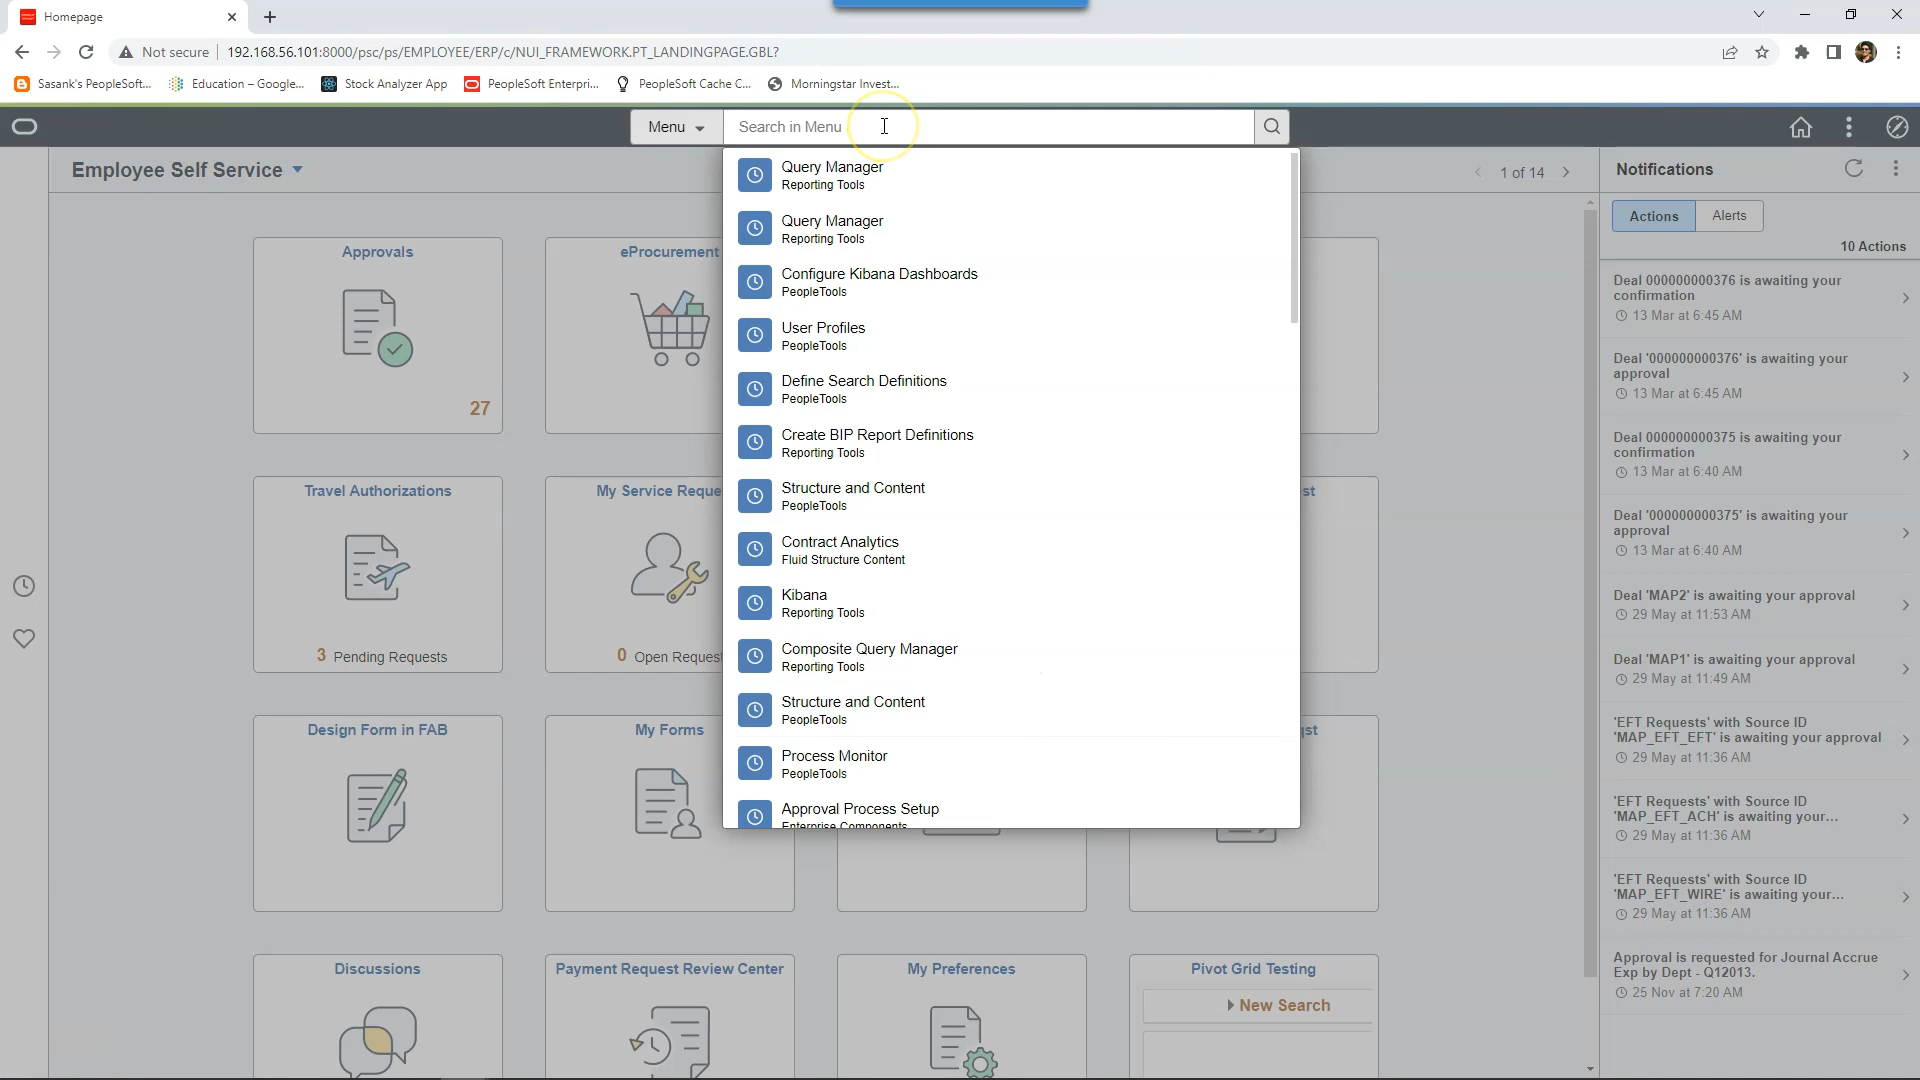 Homepage
Not secure
192.168.56.101:8000/psc/ps/EMPLOYEE/ERP/c/NUI_FRAMEWORK.PT_LANDINGPAGE.GBL?
Sasank's PeopleSoft...
Education – Google...
Stock Analyzer App
PeopleSoft Enterpri...
PeopleSoft Cache C...
Morningstar Invest...
Menu
Search in Menu
Employee Self Service
1 of 14
Query Manager
Reporting Tools
Query Manager
Reporting Tools
Configure Kibana Dashboards
PeopleTools
User Profiles
PeopleTools
Define Search Definitions
PeopleTools
Create BIP Report Definitions
Reporting Tools
Structure and Content
PeopleTools
Contract Analytics
Fluid Structure Content
Kibana
Reporting Tools
Composite Query Manager
Reporting Tools
Structure and Content
PeopleTools
Process Monitor
PeopleTools
Approval Process Setup
Enterprise Components
Approvals
27
eProcurement
Travel Authorizations
3 Pending Requests
My Service Reque
0 Open Request
st
Design Form in FAB
My Forms
st
Discussions
Payment Request Review Center
My Preferences
Pivot Grid Testing
New Search
Notifications
Actions
Alerts
10 Actions
Deal 000000000376 is awaiting your
confirmation
13 Mar at 6:45 AM
Deal '000000000376' is awaiting your
approval
13 Mar at 6:45 AM
Deal 000000000375 is awaiting your
confirmation
13 Mar at 6:40 AM
Deal '000000000375' is awaiting your
approval
13 Mar at 6:40 AM
Deal 'MAP2' is awaiting your approval
29 May at 11:53 AM
Deal 'MAP1' is awaiting your approval
29 May at 11:49 AM
'EFT Requests' with Source ID
'MAP_EFT_EFT' is awaiting your approval
29 May at 11:36 AM
'EFT Requests' with Source ID
'MAP_EFT_ACH' is awaiting your...
29 May at 11:36 AM
'EFT Requests' with Source ID
'MAP_EFT_WIRE' is awaiting your...
29 May at 11:36 AM
Approval is requested for Journal Accrue
Exp by Dept - Q12013.
25 Nov at 7:20 AM